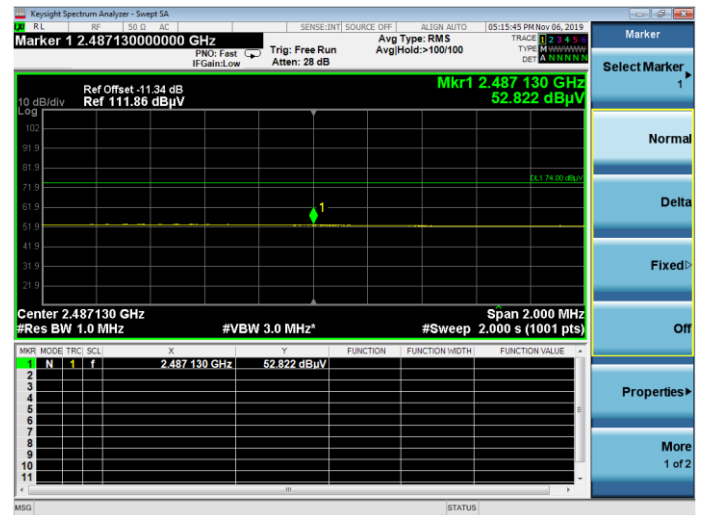 Keysight Spectrum Analyzer - Swept SA
RL RF 50 Ω AC SENSE:INT SOURCE OFF ALIGN AUTO 05:15:45 PM Nov 06, 2019
Marker 1 2.487130000000 GHz
PNO: Fast
IFGain:Low
Trig: Free Run
Atten: 28 dB
Avg Type: RMS
Avg|Hold:>100/100
TRACE 1 2 3 4 5 6
TYPE M WWWWW
DET A N N N N N
Ref Offset -11.34 dB
10 dB/div Ref 111.86 dBµV
Log
Mkr1 2.487 130 GHz
52.822 dBµV
102
91.9
81.9
DL1 74.00 dBµV
71.9
61.9
1
51.9
41.9
31.9
21.9
Center 2.487130 GHz Span 2.000 MHz
#Res BW 1.0 MHz #VBW 3.0 MHz* #Sweep 2.000 s (1001 pts)
MKR MODE TRC SCL X Y FUNCTION FUNCTION WIDTH FUNCTION VALUE
1 N 1 f 2.487 130 GHz 52.822 dBµV
2
3
4
5
6
7
8
9
10
11
MSG STATUS
Marker
Select Marker
1
Normal
Delta
Fixed
Off
Properties
More
1 of 2